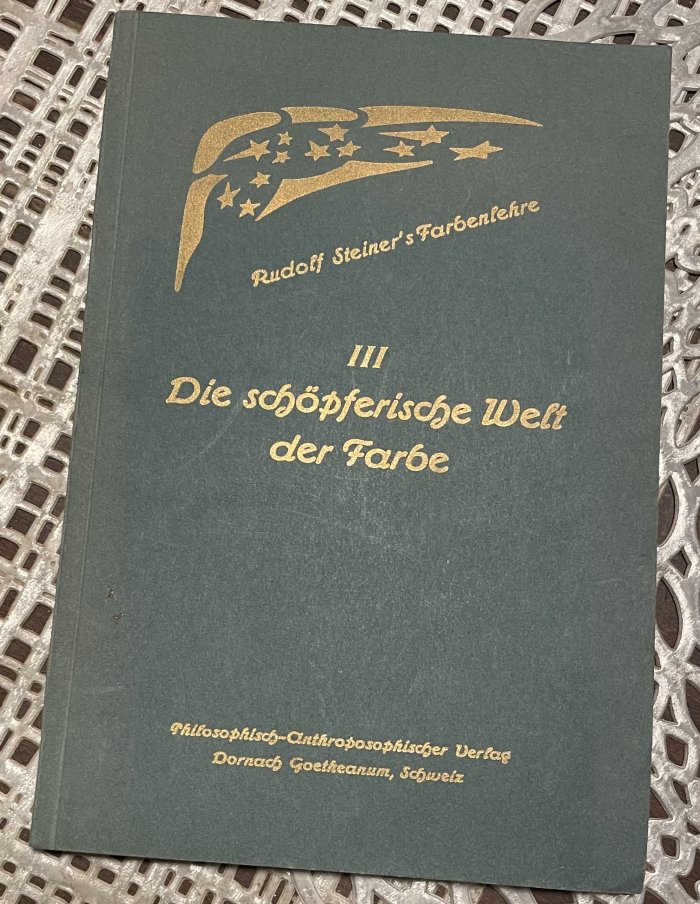 Rudolf Steiner's Farbenlehre
III
Die schöpferische Welt
der Farbe
Philosophisch-Anthroposophischer Verlag
Dornach Goetheanum, Schweiz